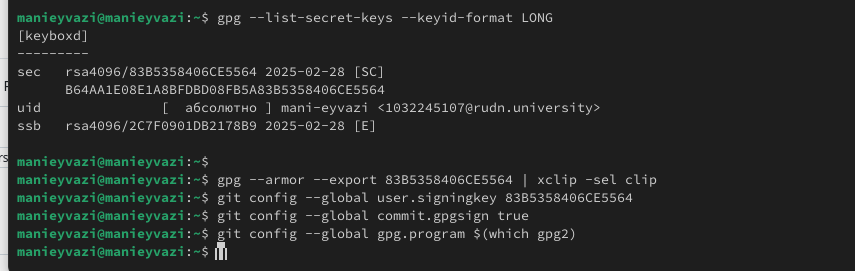 manieyvazi@manieyvazi:~$ gpg --list-secret-keys --keyid-format LONG
[keyboxd]
---------
sec   rsa4096/83B5358406CE5564 2025-02-28 [SC]
      B64AA1E08E1A8BFDBD08FB5A83B5358406CE5564
uid               [  абсолютно ] mani-eyvazi <1032245107@rudn.university>
ssb   rsa4096/2C7F0901DB2178B9 2025-02-28 [E]
manieyvazi@manieyvazi:~$
manieyvazi@manieyvazi:~$ gpg --armor --export 83B5358406CE5564 | xclip -sel clip
manieyvazi@manieyvazi:~$ git config --global user.signingkey 83B5358406CE5564
manieyvazi@manieyvazi:~$ git config --global commit.gpgsign true
manieyvazi@manieyvazi:~$ git config --global gpg.program $(which gpg2)
manieyvazi@manieyvazi:~$